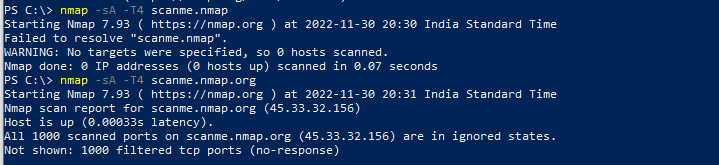 PS C:\> nmap -sA -T4 scanme.nmap
Starting Nmap 7.93 ( https://nmap.org ) at 2022-11-30 20:30 India Standard Time
Failed to resolve "scanme.nmap".
WARNING: No targets were specified, so 0 hosts scanned.
Nmap done: 0 IP addresses (0 hosts up) scanned in 0.07 seconds
PS C:\> nmap -sA -T4 scanme.nmap.org
Starting Nmap 7.93 ( https://nmap.org ) at 2022-11-30 20:31 India Standard Time
Nmap scan report for scanme.nmap.org (45.33.32.156)
Host is up (0.00033s latency).
All 1000 scanned ports on scanme.nmap.org (45.33.32.156) are in ignored states.
Not shown: 1000 filtered tcp ports (no-response)